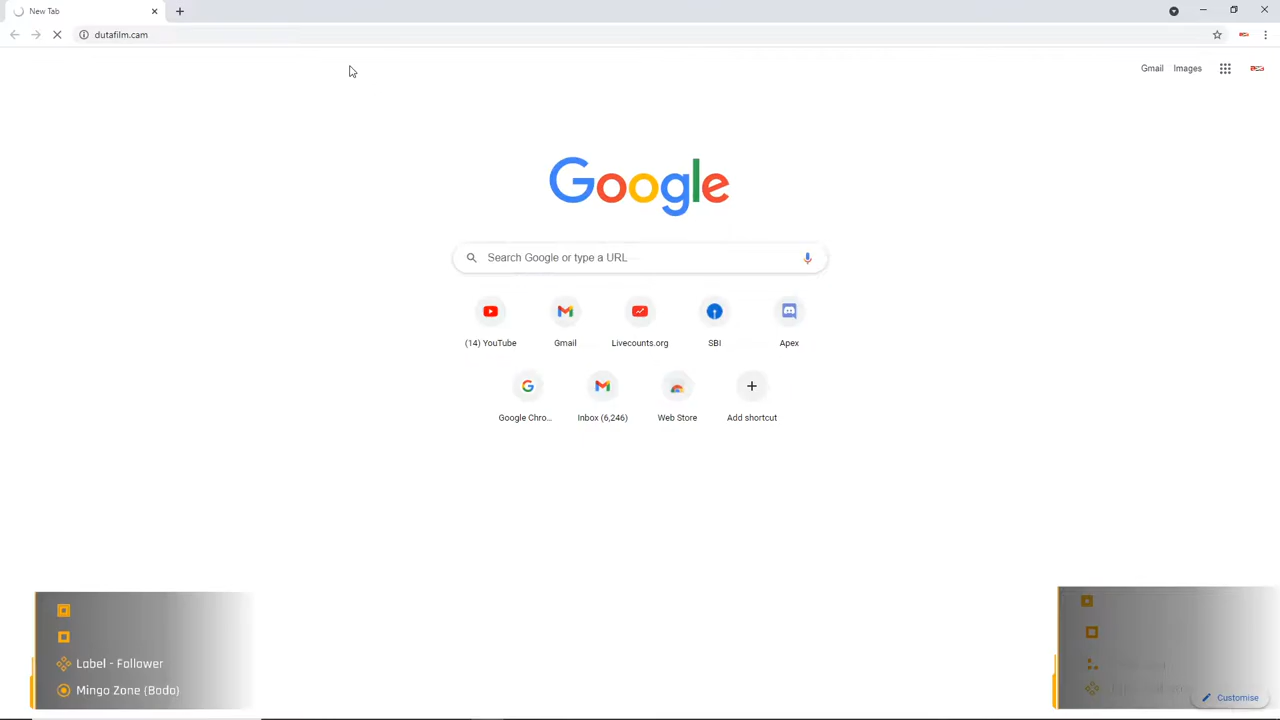 New Tab
dutafilm.cam
Gmail Images
Google
Search Google or type a URL
(14) YouTube Gmail Livecounts.org SBI Apex
Google Chro... Inbox (6,246) Web Store Add shortcut
Label - Follower
Mingo Zone (Bodo)
Customise